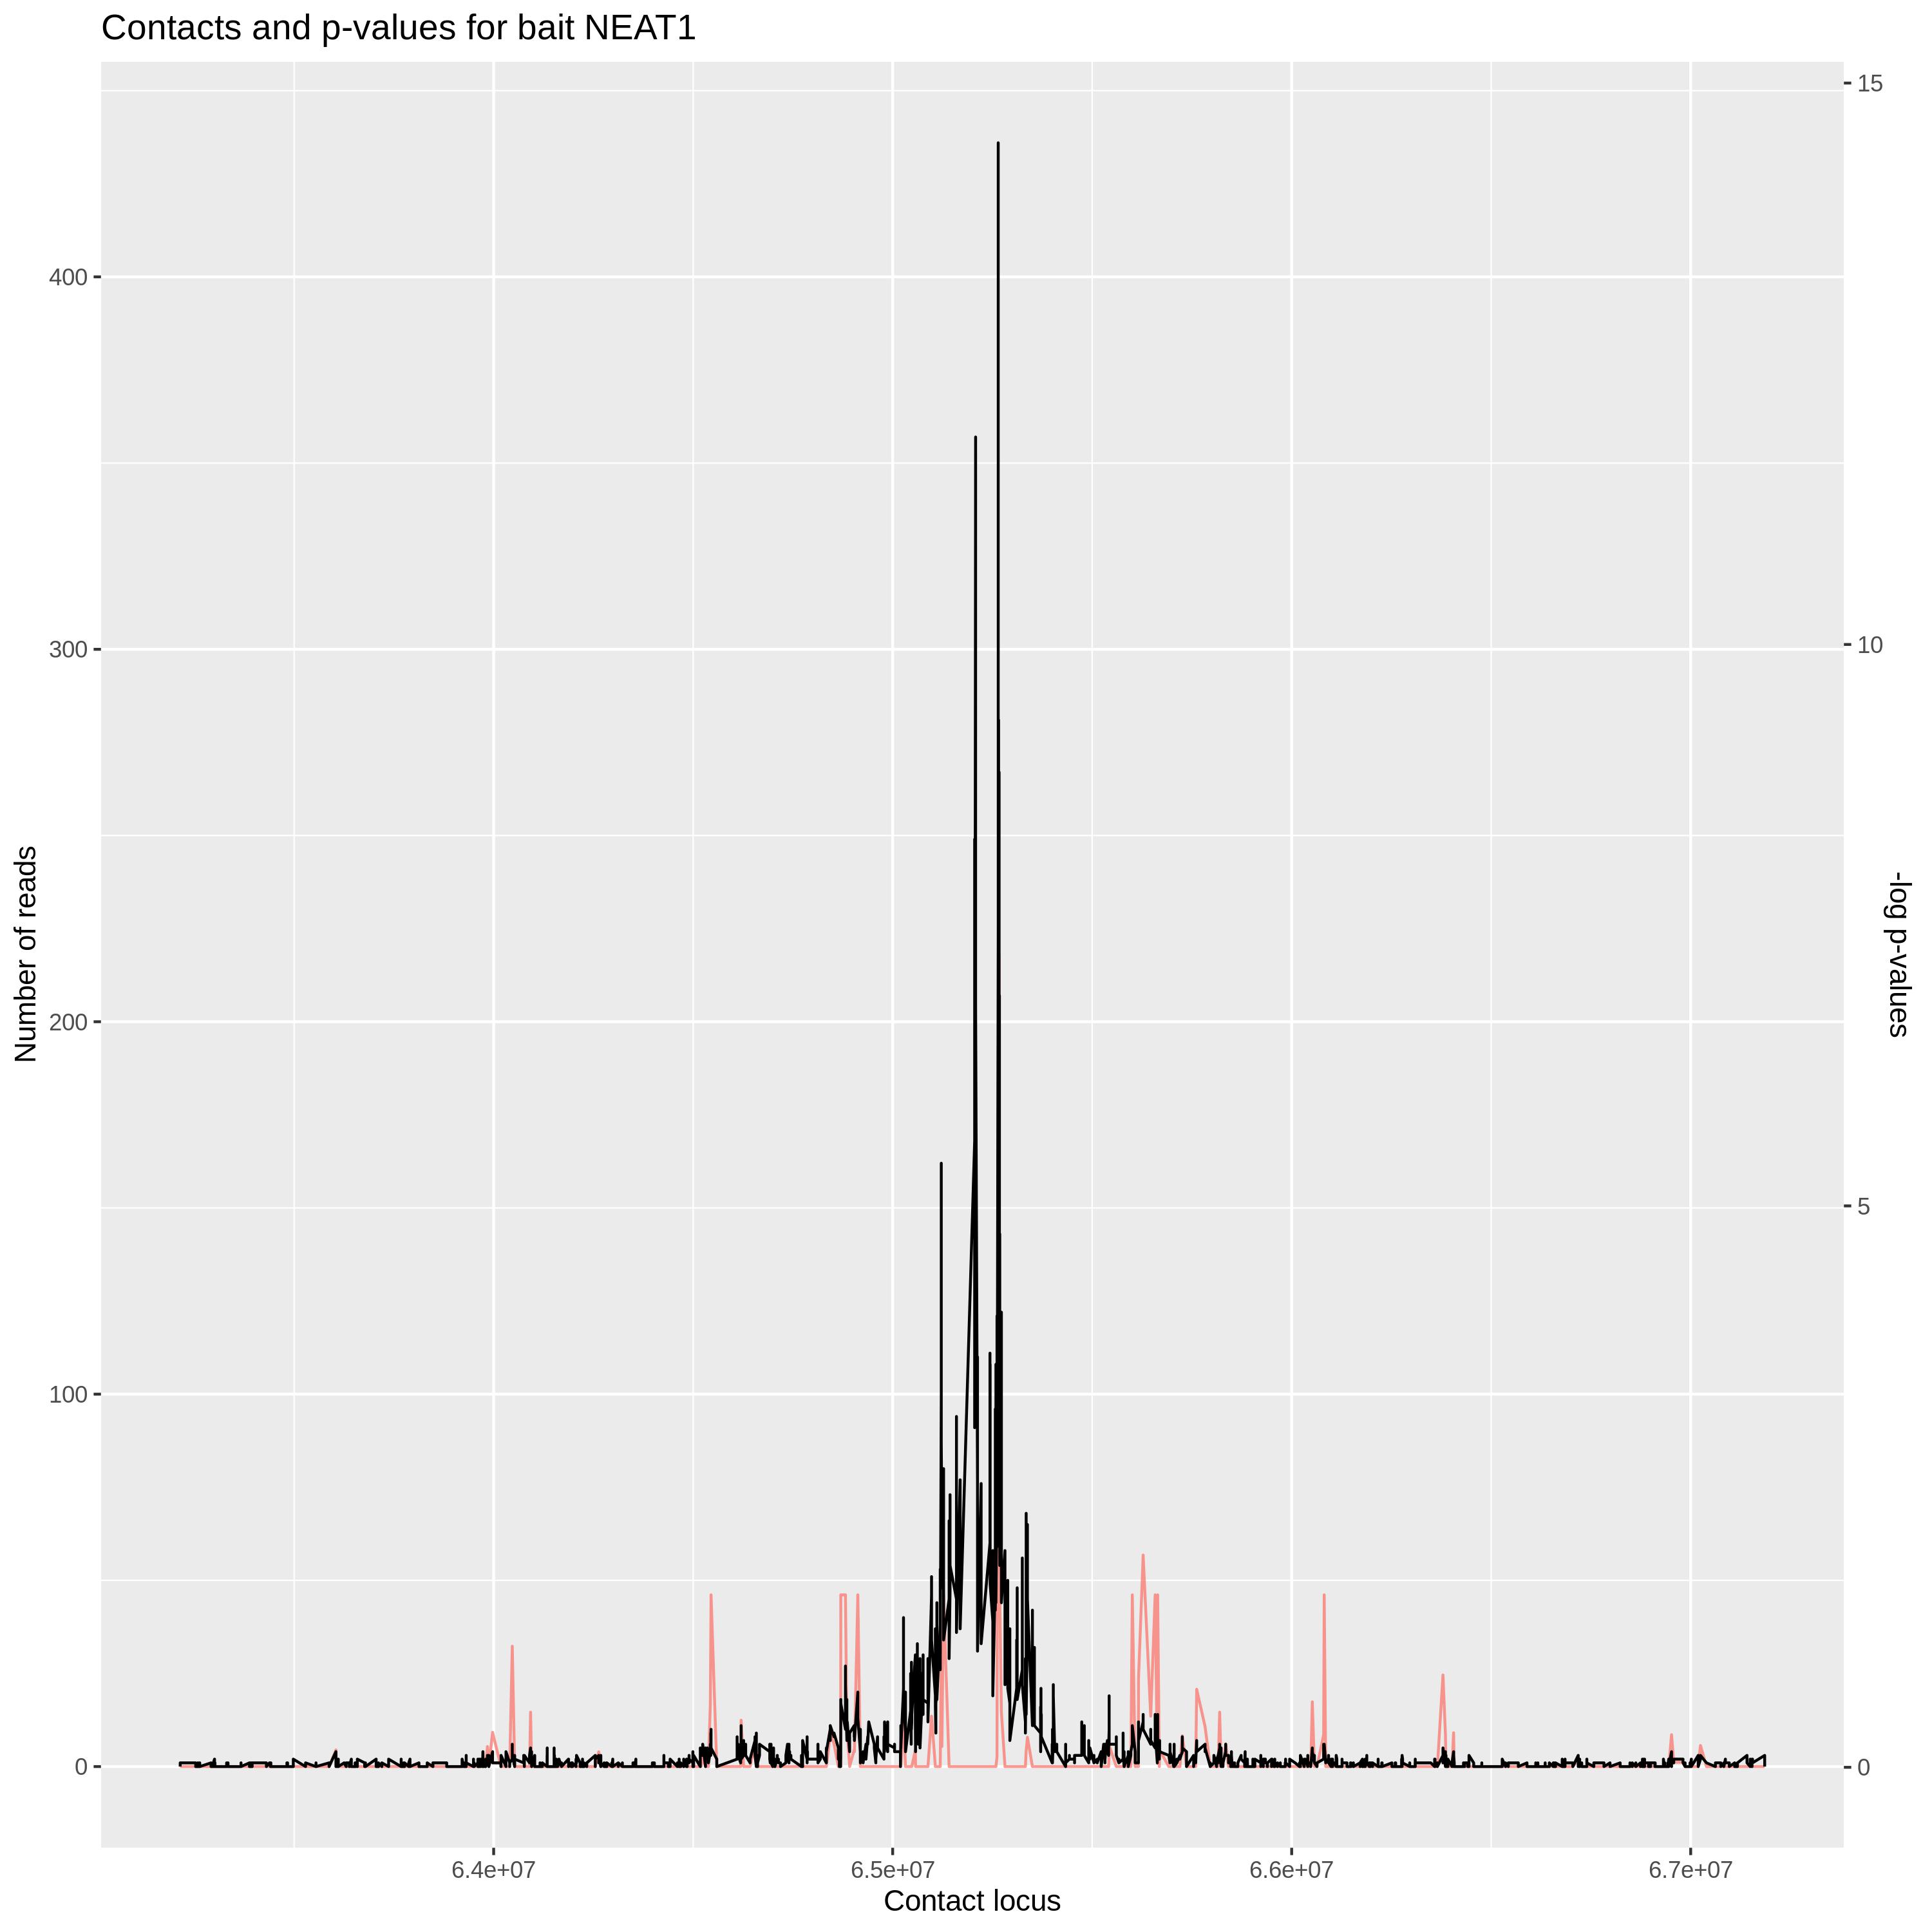 Contacts and p-values for bait NEAT1
15
400
300
10
Number of reads
-log p-values
200
5
100
0
0
6.4e+07
6.5e+07
6.6e+07
6.7e+07
Contact locus